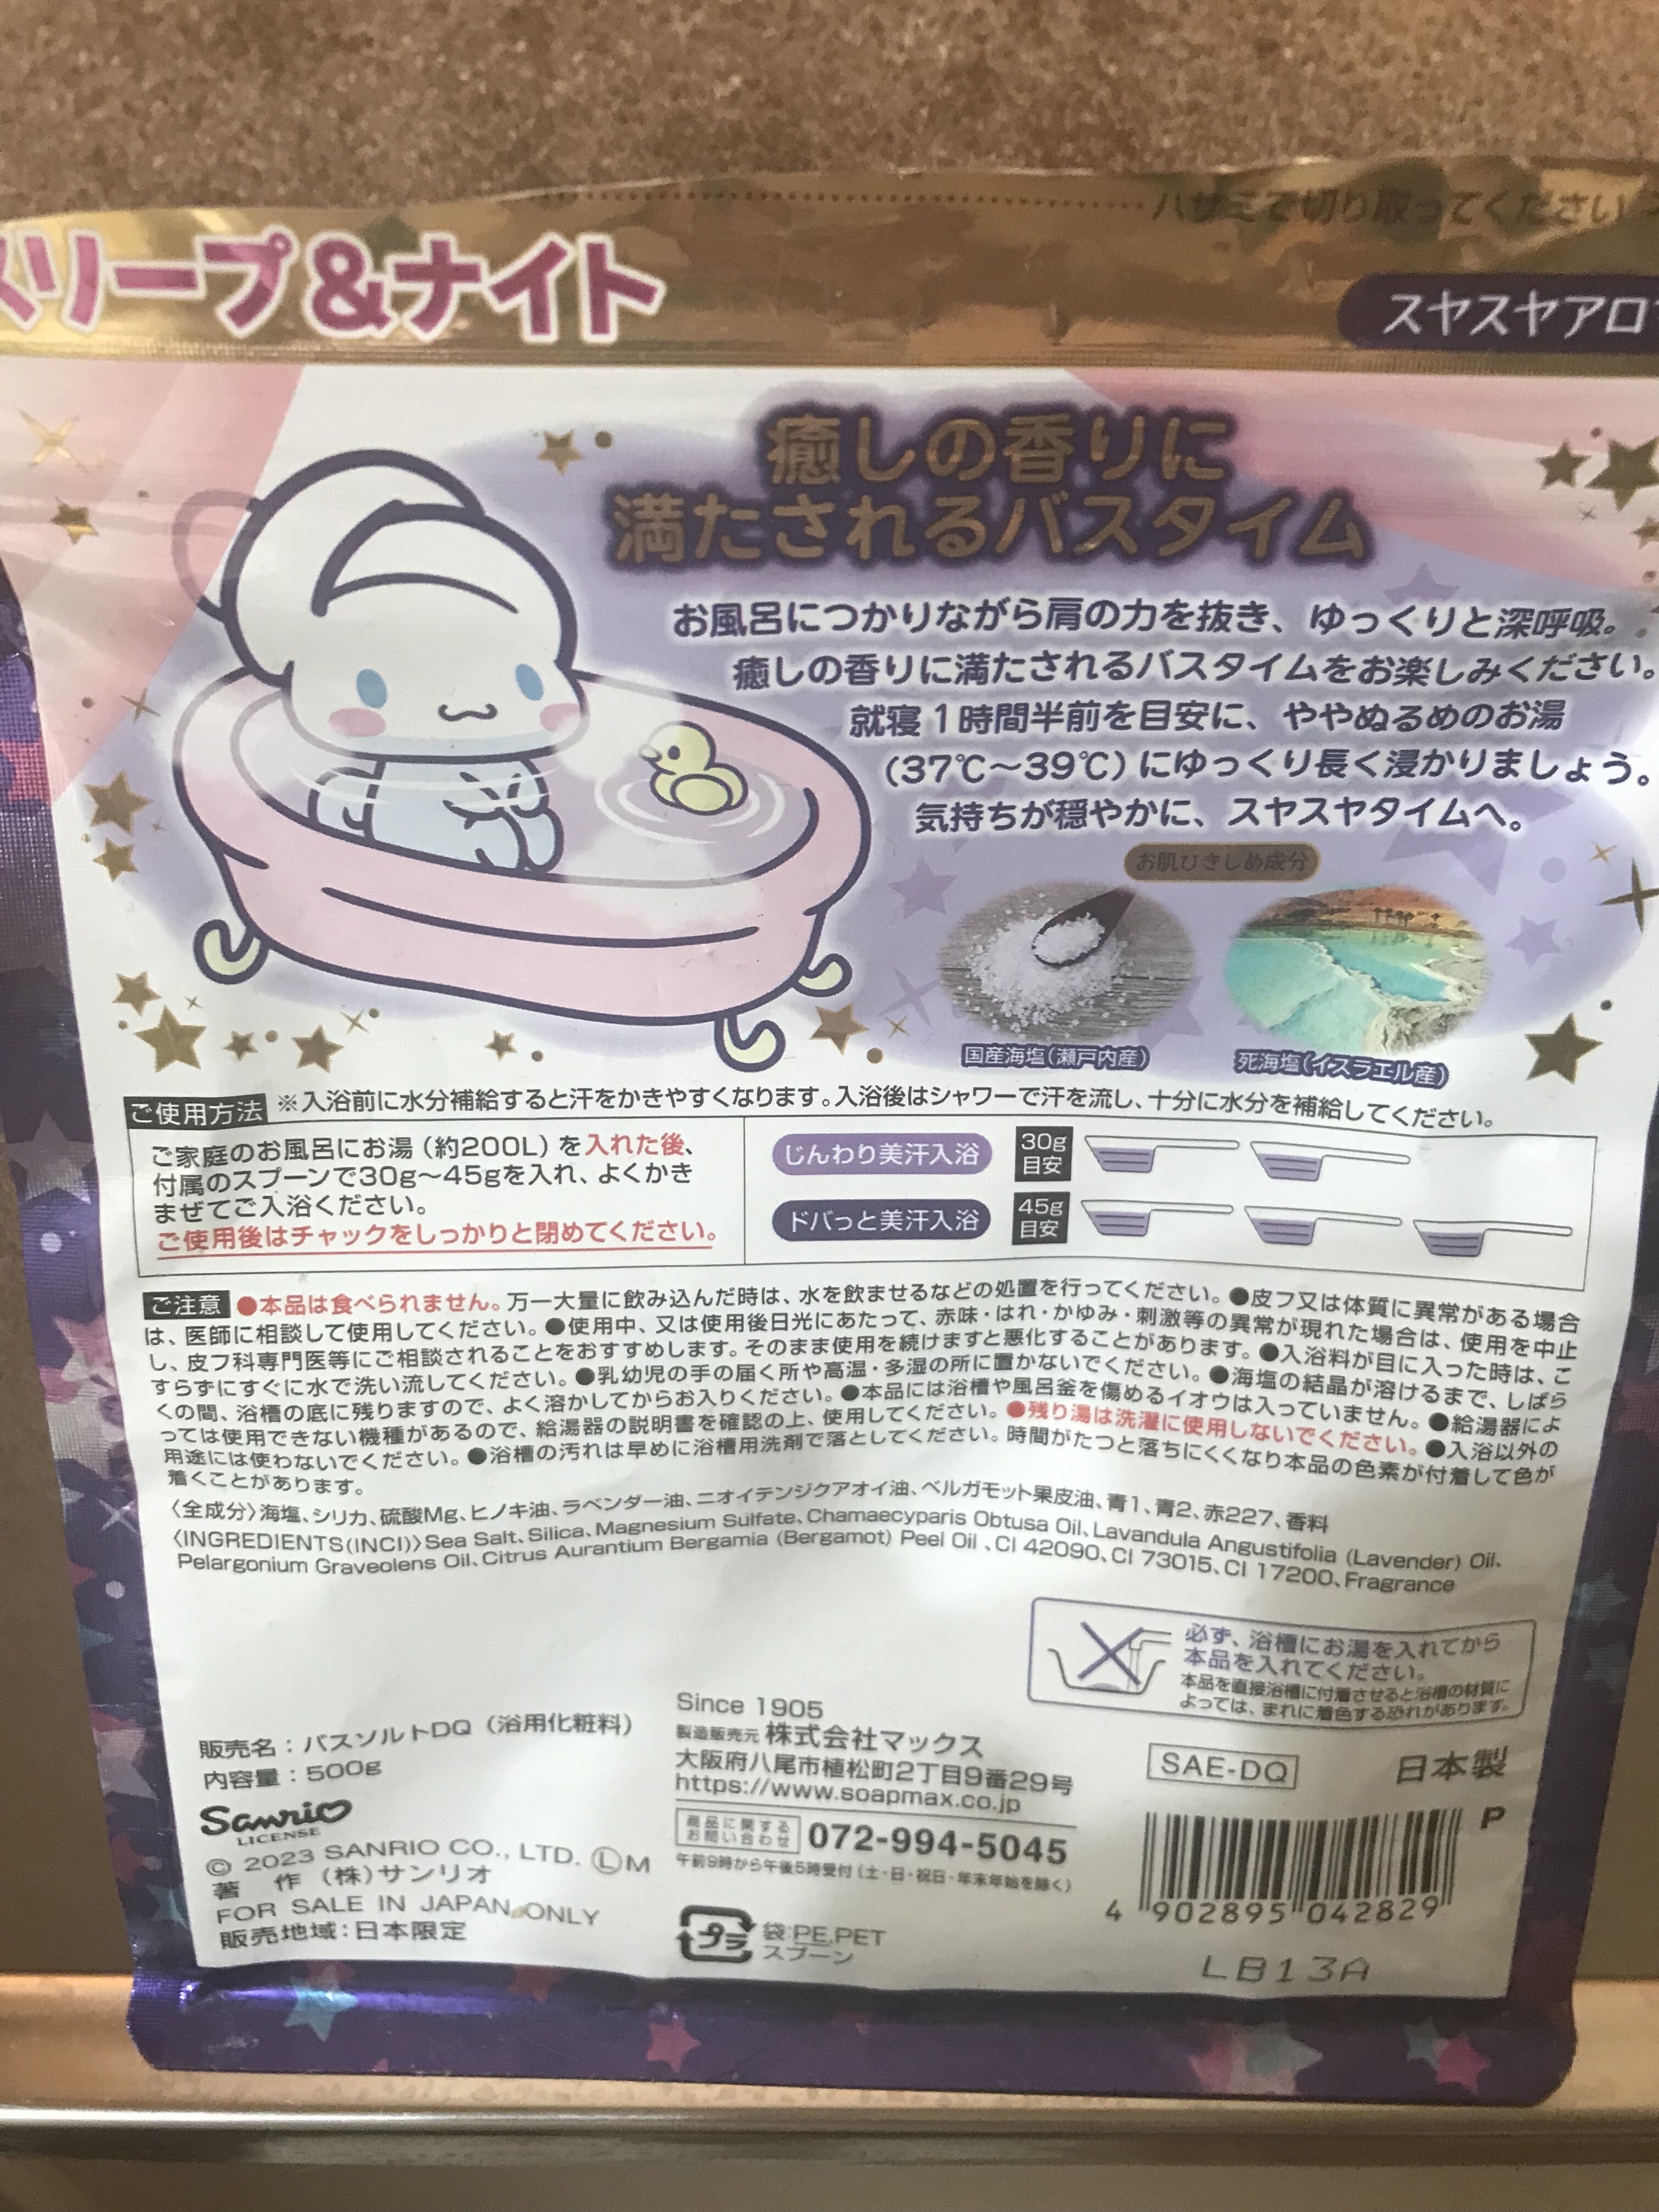 ハサミで切り取ってください
スリープ&ナイト
スヤスヤアロ
癒しの香りに
満たされるバスタイム
お風呂につかりながら肩の力を抜き、ゆっくりと深呼吸。
癒しの香りに満たされるバスタイムをお楽しみください。
就寝1時間半前を目安に、ややぬるめのお湯
(37℃～39℃)にゆっくり長く浸かりましょう。
気持ちが穏やかに、スヤスヤタイムへ。
お肌ひきしめ成分
国産海塩(瀬戸内産)
死海塩(イスラエル産)
ご使用方法 ※入浴前に水分補給すると汗をかきやすくなります。入浴後はシャワーで汗を流し、十分に水分を補給してください。
ご家庭のお風呂にお湯(約200L)を入れた後、
付属のスプーンで30g～45gを入れ、よくかき
まぜてご入浴ください。
ご使用後はチャックをしっかりと閉めてください。
じんわり美汗入浴 30g
目安
ドバっと美汗入浴 45g
目安
ご注意 ●本品は食べられません。万一大量に飲み込んだ時は、水を飲ませるなどの処置を行ってください。●皮フ又は体質に異常がある場合
は、医師に相談して使用してください。●使用中、又は使用後日光にあたって、赤味・はれ・かゆみ・刺激等の異常が現れた場合は、使用を中止
し、皮フ科専門医等にご相談されることをおすすめします。そのまま使用を続けますと悪化することがあります。●入浴料が目に入った時は、こ
すらずにすぐに水で洗い流してください。●乳幼児の手の届く所や高温・多湿の所に置かないでください。●海塩の結晶が溶けるまで、しばら
くの間、浴槽の底に残りますので、よく溶かしてからお入りください。●本品には浴槽や風呂釜を傷めるイオウは入っていません。●給湯器によ
っては使用できない機種があるので、給湯器の説明書を確認の上、使用してください。●残り湯は洗濯に使用しないでください。●入浴以外の
用途には使わないでください。●浴槽の汚れは早めに浴槽用洗剤で落としてください。時間がたつと落ちにくくなり本品の色素が付着して色が
着くことがあります。
〈全成分〉海塩、シリカ、硫酸Mg、ヒノキ油、ラベンダー油、ニオイテンジクアオイ油、ベルガモット果皮油、青1、青2、赤227、香料
〈INGREDIENTS(INCI)〉Sea Salt、Silica、Magnesium Sulfate、Chamaecyparis Obtusa Oil、Lavandula Angustifolia (Lavender) Oil、
Pelargonium Graveolens Oil、Citrus Aurantium Bergamia (Bergamot) Peel Oil、CI 42090、CI 73015、CI 17200、Fragrance
必ず、浴槽にお湯を入れてから
本品を入れてください。
本品を直接浴槽に付着させると浴槽の材質に
よっては、まれに着色する恐れがあります。
販売名:バスソルトDQ(浴用化粧料)
内容量:500g
Sanrio
LICENSE
© 2023 SANRIO CO., LTD. Ⓛ M
著 作 (株)サンリオ
FOR SALE IN JAPAN ONLY
販売地域:日本限定
Since 1905
製造販売元 株式会社マックス
大阪府八尾市植松町2丁目9番29号
https://www.soapmax.co.jp
商品に関する
お問い合わせ 072-994-5045
午前9時から午後5時受付(土・日・祝日・年末年始を除く)
プラ 袋:PE,PET
スプーン
SAE-DQ 日本製
P
4 902895 042829
LB13A